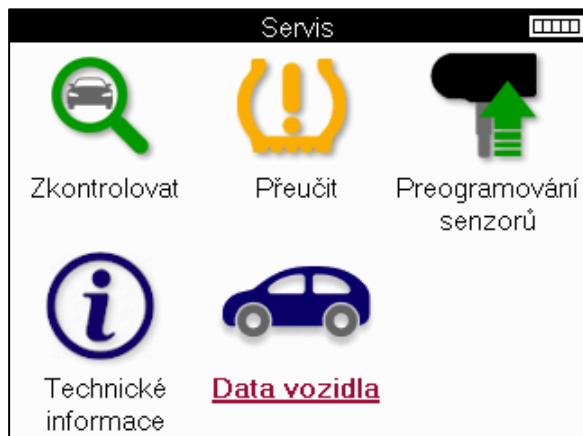 Servis
Zkontrolovat
Přeučit
Preogramování
senzorů
Technické
informace
Data vozidla